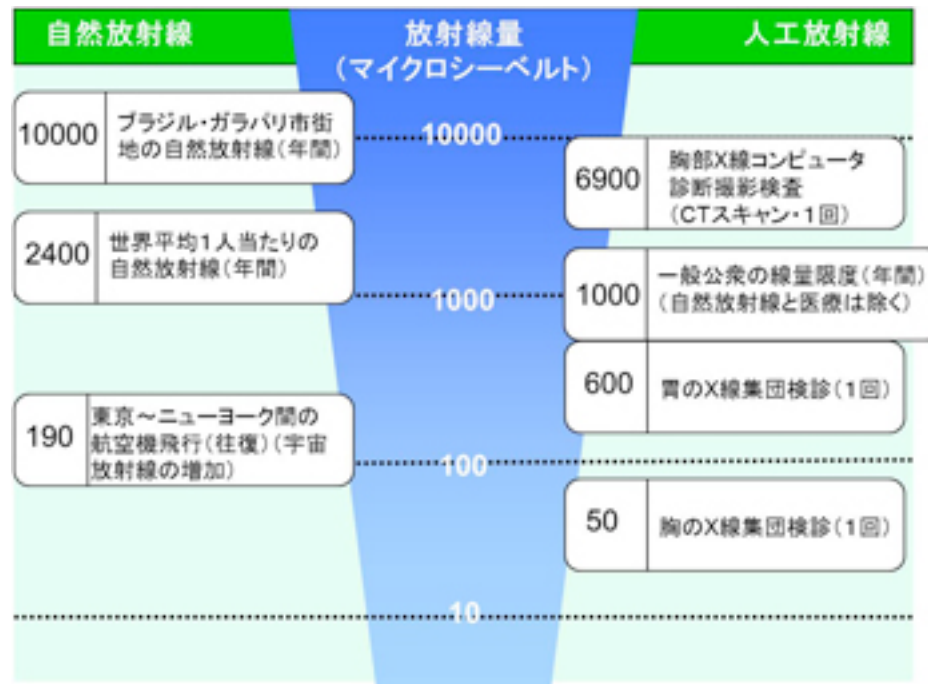 自然放射線
放射線量
(マイクロシーベルト)
人工放射線
10000
ブラジル・ガラパリ市街
地の自然放射線(年間)
10000
6900
胸部X線コンピュータ
診断撮影検査
(CTスキャン・1回)
2400
世界平均1人当たりの
自然放射線(年間)
1000
1000
一般公衆の線量限度(年間)
(自然放射線と医療は除く)
600
胃のX線集団検診(1回)
190
東京～ニューヨーク間の
航空機飛行(往復)(宇宙
放射線の増加)
100
50
胸のX線集団検診(1回)
10